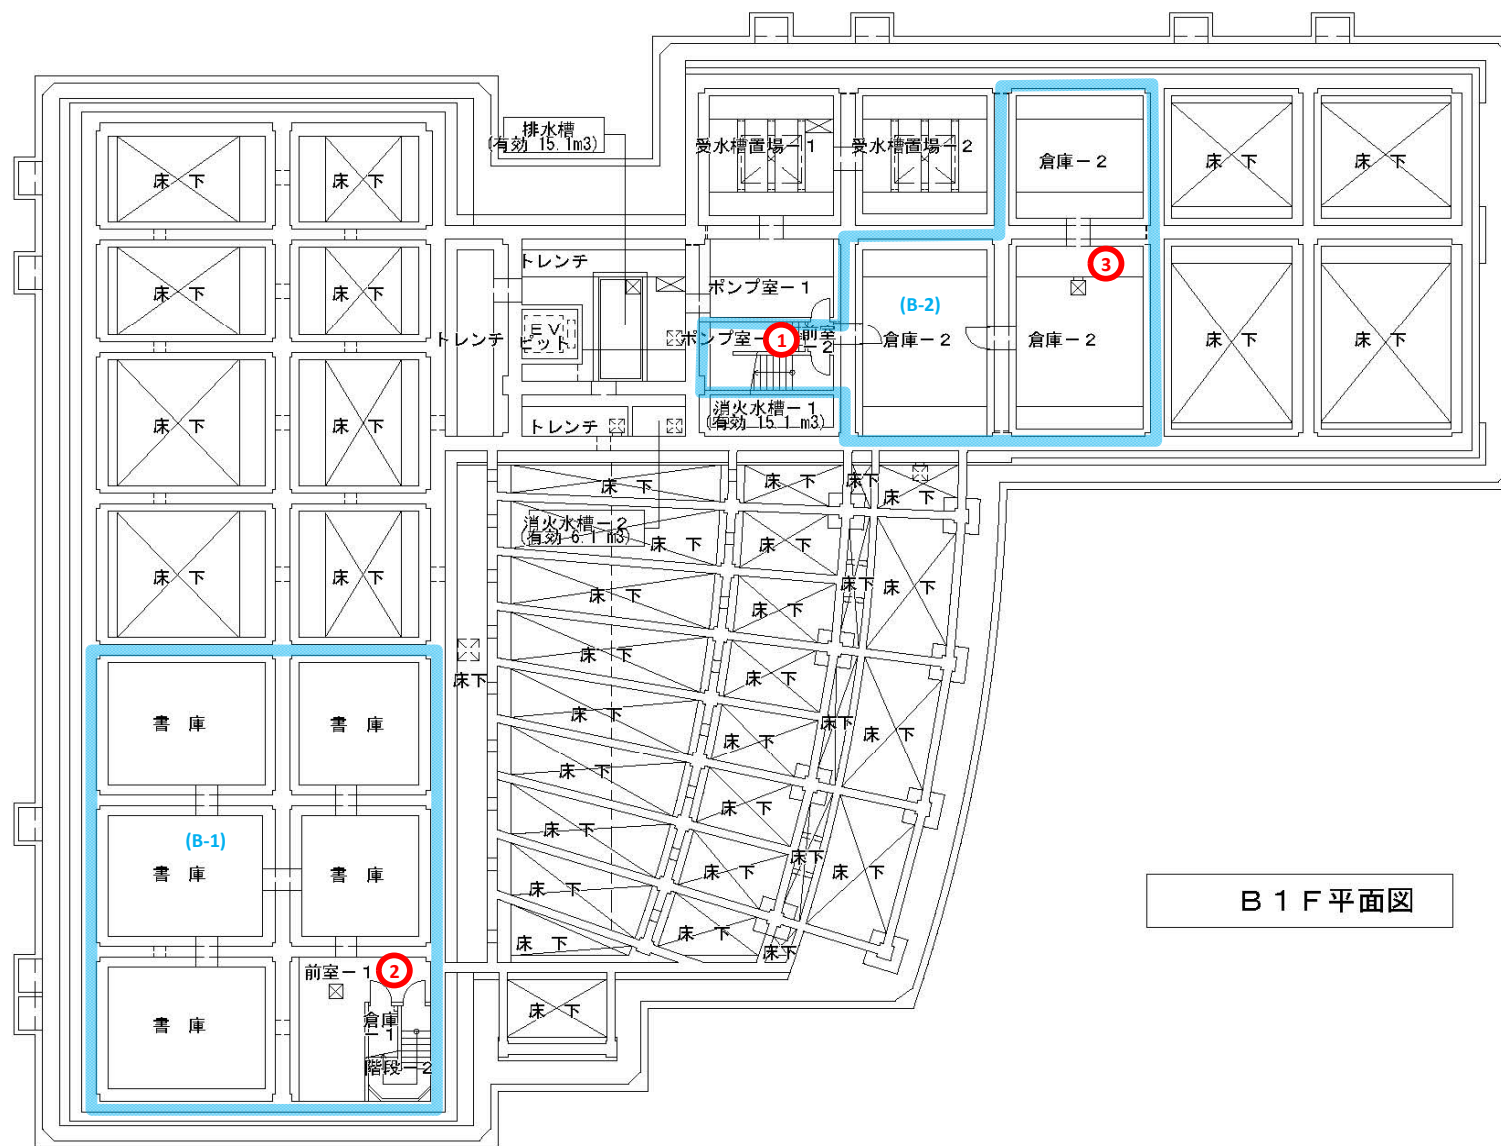 排水槽
(有効 15.1m3)
受水槽置場－1
受水槽置場－2
倉庫－2
床 下
床 下
床 下
床 下
トレンチ
床 下
床 下
ポンプ室－1
③
(B-2)
トレンチ
EV
ピット
ポンプ室－
①
前室
－2
倉庫－2
倉庫－2
床 下
床 下
消火水槽－1
(有効 15.1 m3)
トレンチ
床 下
床 下
床 下
床 下
床下
床 下
消火水槽－2
(有効 6.1 m3)
床 下
床 下
床 下
床 下
床 下
床 下
床下
床 下
床 下
床 下
床下
床 下
書 庫
書 庫
床 下
床 下
床下
床 下
床 下
床 下
(B-1)
床 下
床 下
書 庫
書 庫
床 下
床下
床 下
床 下
B１F平面図
床 下
床 下
床下
前室－1
②
書 庫
倉庫
－1
床 下
階段－2